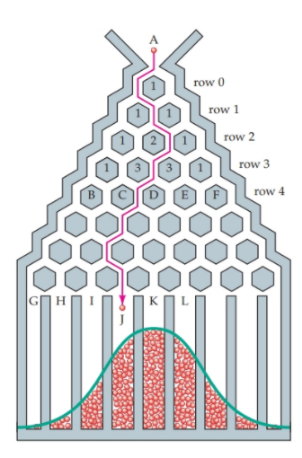 A
1 row 0
1 1 row 1
1 2 1 row 2
1 3 3 1 row 3
B C D E F row 4
G H I K L
J